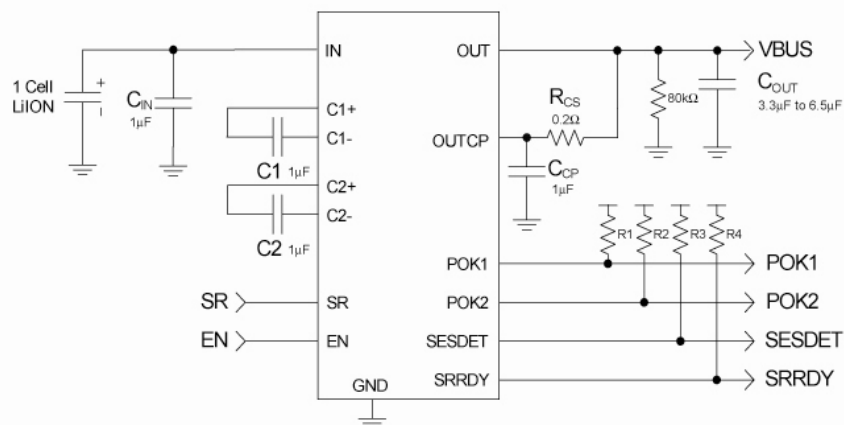 IN
OUT
VBUS
1 Cell
LiION
+
-
CIN
1µF
C1+
C1-
C1 1µF
C2+
C2-
C2 1µF
RCS
0.2Ω
OUTCP
CCP
1µF
80kΩ
COUT
3.3µF to 6.5µF
R1
R2
R3
R4
POK1
POK1
POK2
POK2
SR
SR
SESDET
SESDET
EN
EN
SRRDY
SRRDY
GND